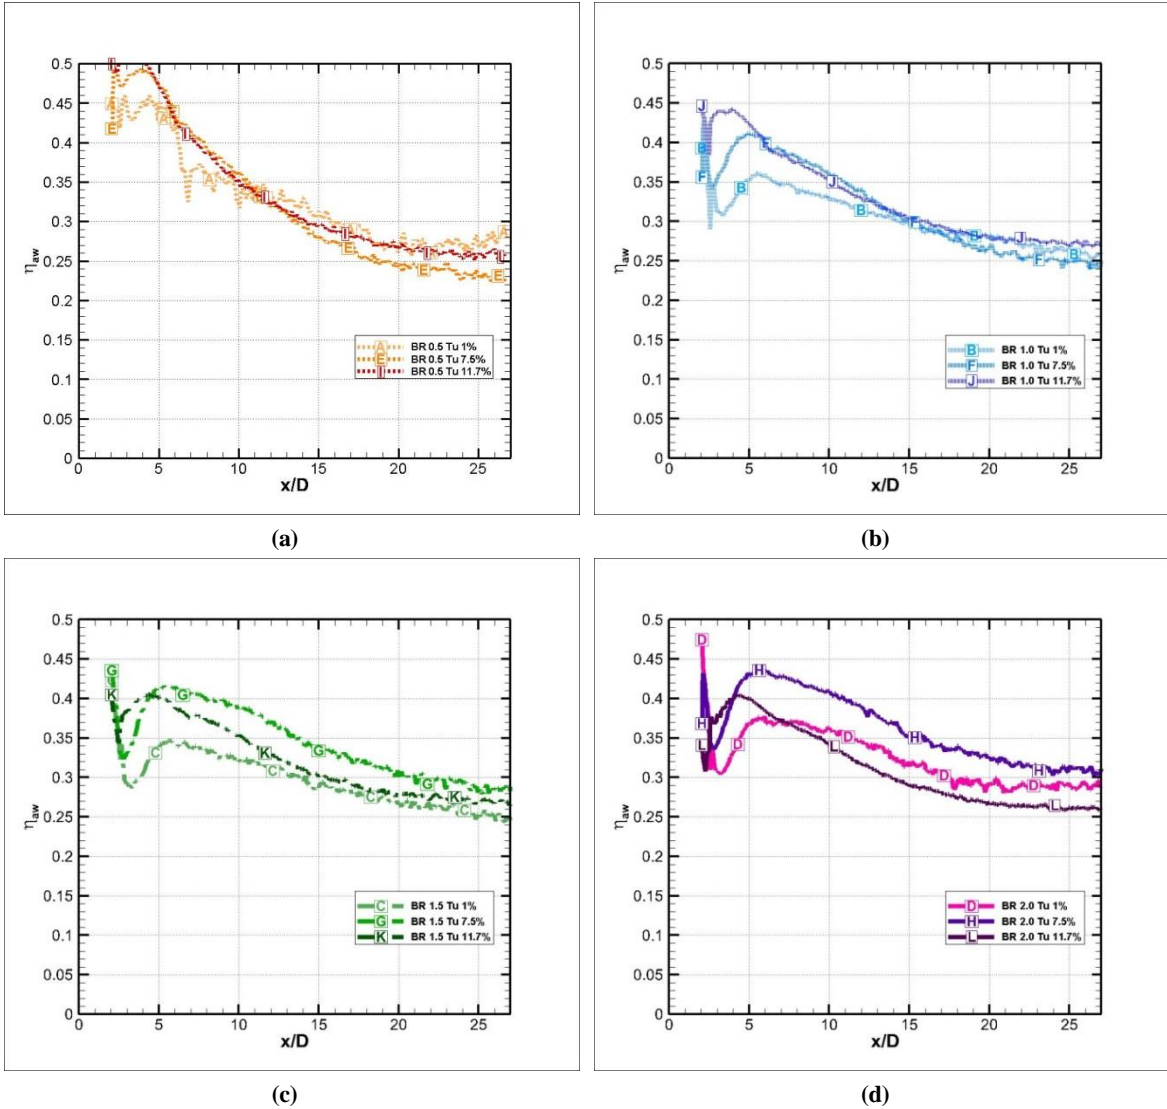 0.5
0.45
0.4
0.35
0.3
0.25
0.2
0.15
0.1
0.05
0
η_aw
A
E
I
A
I
A
I
I
E
I
E
A
I
E
A BR 0.5 Tu 1%
E BR 0.5 Tu 7.5%
I BR 0.5 Tu 11.7%
0 5 10 15 20 25
x/D
(a)
0.5
0.45
0.4
0.35
0.3
0.25
0.2
0.15
0.1
0.05
0
η_aw
J
B
F
F
B
J
B
F
B
J
F
B
B BR 1.0 Tu 1%
F BR 1.0 Tu 7.5%
J BR 1.0 Tu 11.7%
0 5 10 15 20 25
x/D
(b)
0.5
0.45
0.4
0.35
0.3
0.25
0.2
0.15
0.1
0.05
0
η_aw
G
K
G
C
K
G
C
G
C
K
C
C BR 1.5 Tu 1%
G BR 1.5 Tu 7.5%
K BR 1.5 Tu 11.7%
0 5 10 15 20 25
x/D
(c)
0.5
0.45
0.4
0.35
0.3
0.25
0.2
0.15
0.1
0.05
0
η_aw
D
H
L
H
D
D
L
H
D
H
D
L
D BR 2.0 Tu 1%
H BR 2.0 Tu 7.5%
L BR 2.0 Tu 11.7%
0 5 10 15 20 25
x/D
(d)